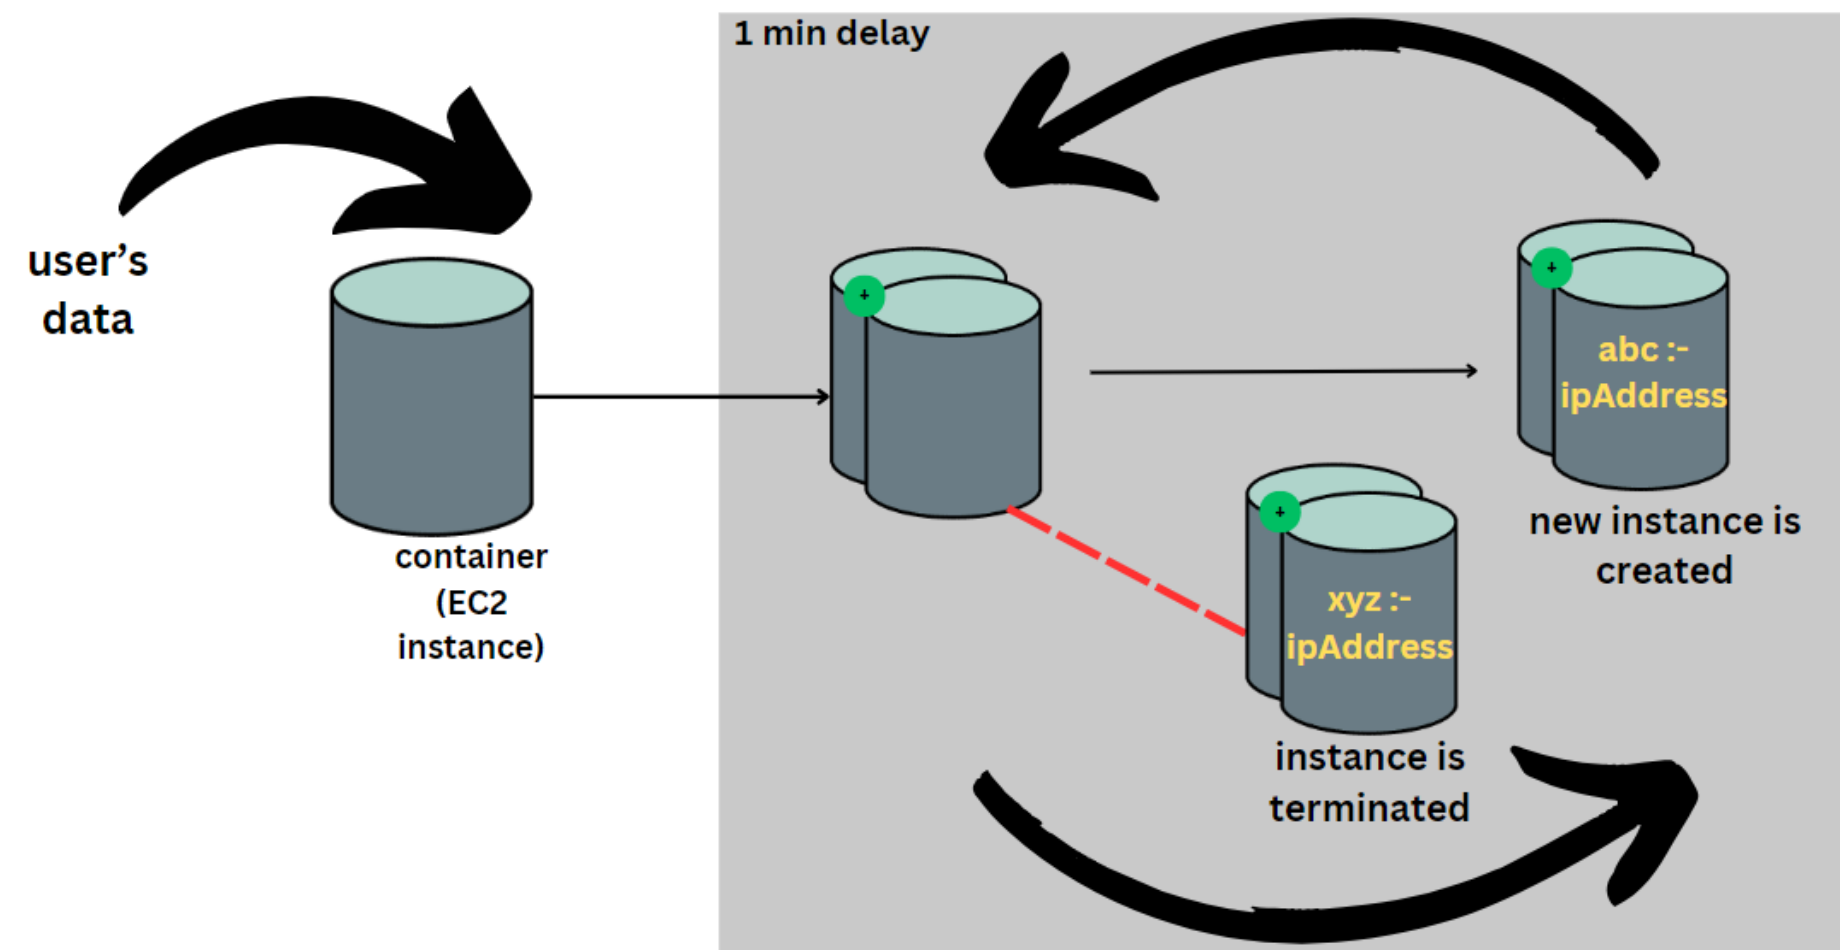 1 min delay
user's
data
container
(EC2
instance)
+
+
abc :-
ipAddress
new instance is
created
+
xyz :-
ipAddress
instance is
terminated